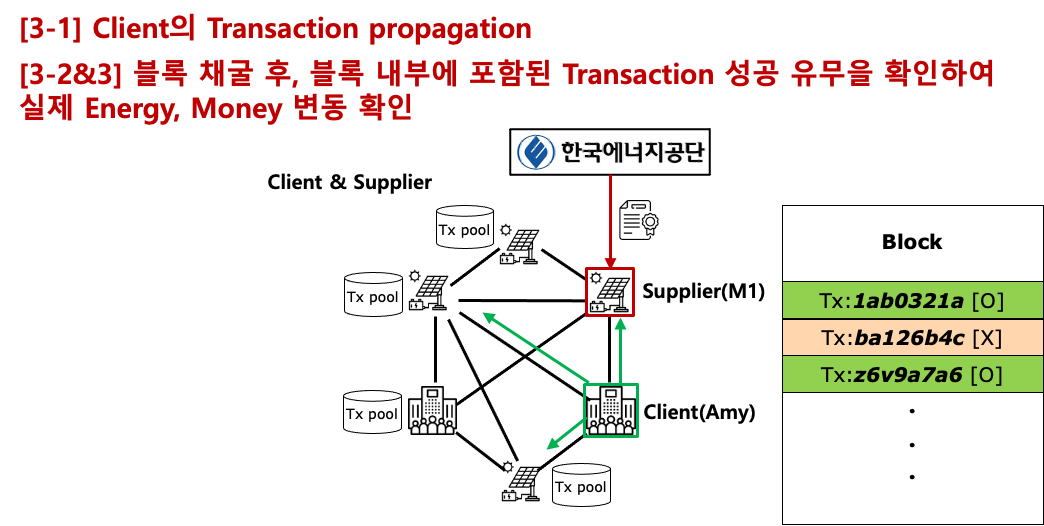 [3-1] Client의 Transaction propagation
[3-2&3] 블록 채굴 후, 블록 내부에 포함된 Transaction 성공 유무을 확인하여
실제 Energy, Money 변동 확인
한국에너지공단
Client & Supplier
Tx pool
Block
Tx pool
Supplier(M1)
Tx:1ab0321a [O]
Tx:ba126b4c [X]
Tx:z6v9a7a6 [O]
Tx pool
Client(Amy)
Tx pool